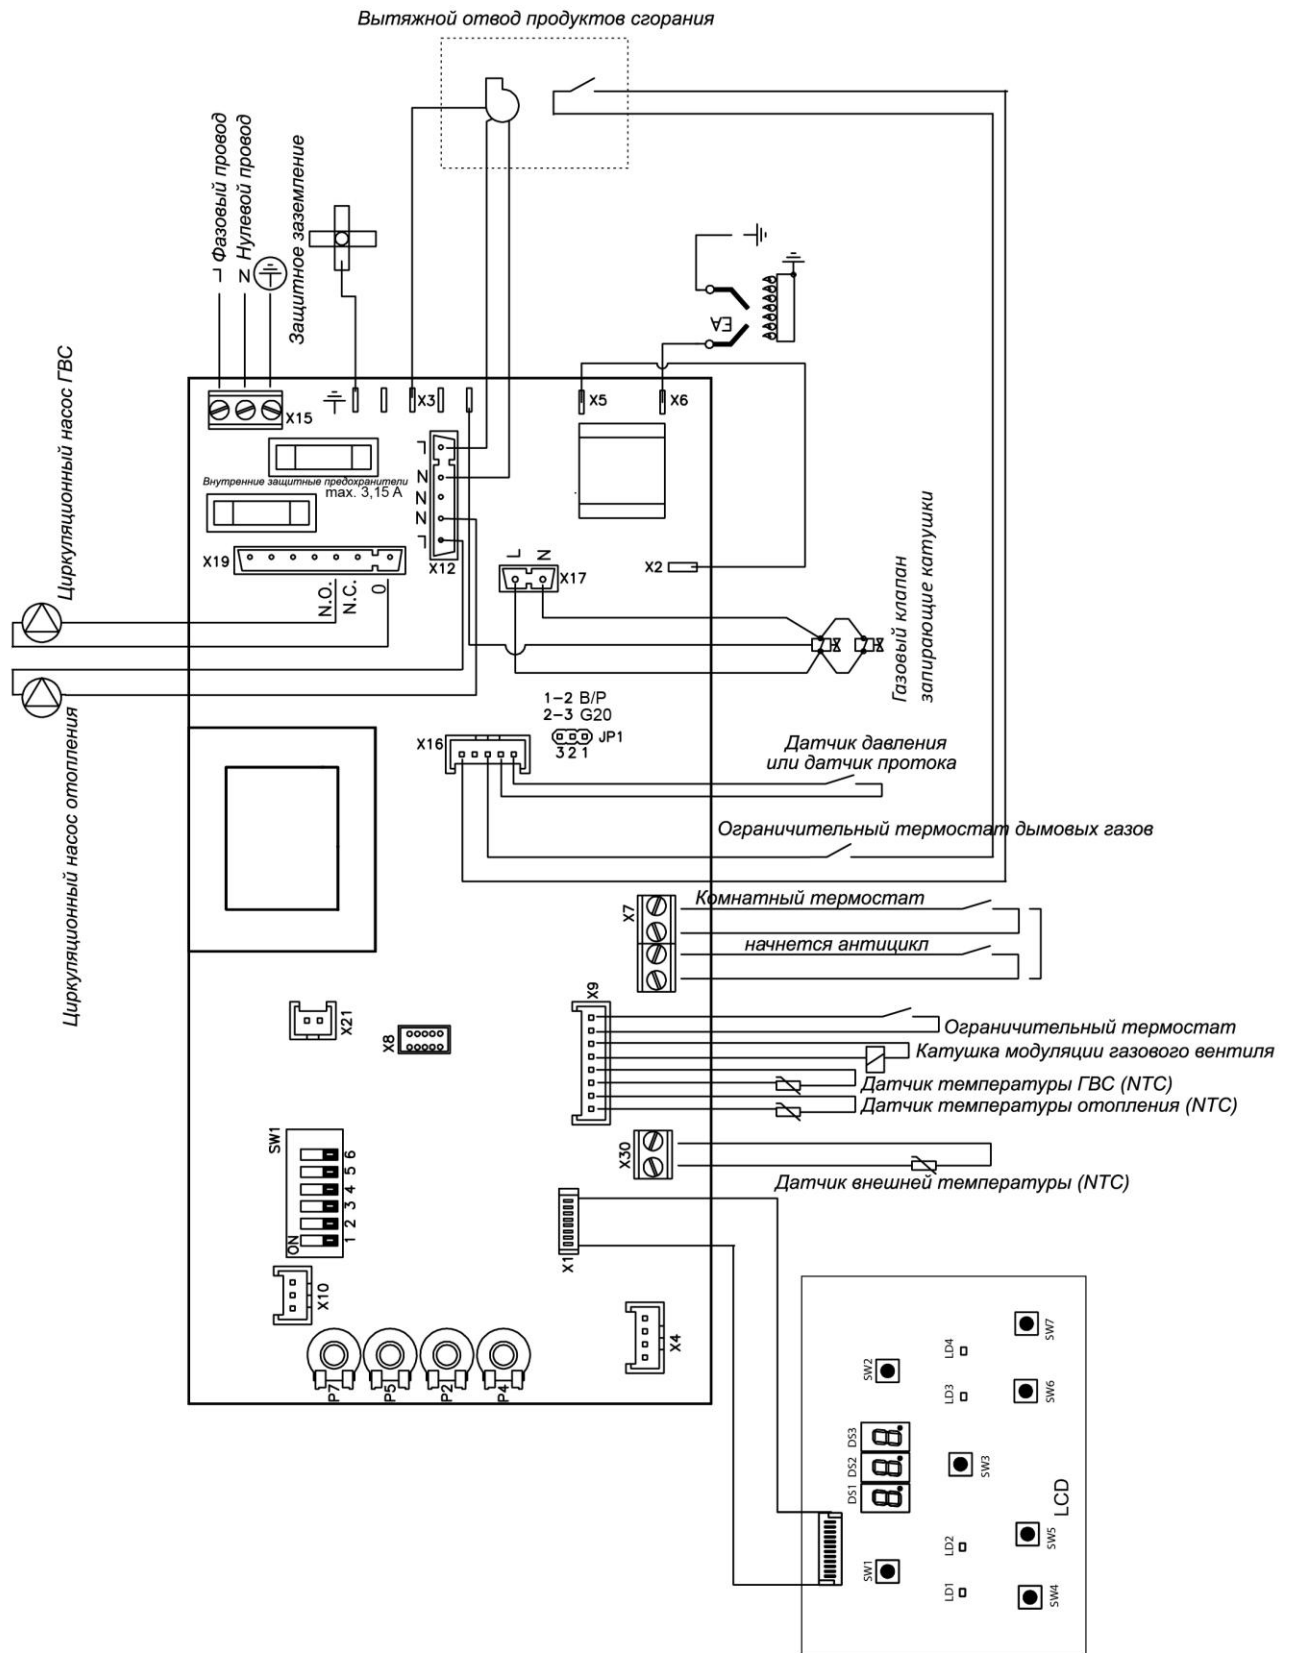 Вытяжной отвод продуктов сгорания
L Фазовый провод
N Нулевой провод
Защитное заземление
Циркуляционный насос ГВС
EA
X15
X3
X5
X6
Внутренние защитные предохранители
max. 3,15 A
L
N
N
N
L
X12
X19
N.O.
N.C.
0
L
N
X17
X2
Газовый клапан
запирающие катушки
Циркуляционный насос отопления
1-2 B/P
2-3 G20
JP1
3 2 1
X16
Датчик давления
или датчик протока
Ограничительный термостат дымовых газов
X7
Комнатный термостат
начнется антицикл
X9
Ограничительный термостат
Катушка модуляции газового вентиля
Датчик температуры ГВС (NTC)
Датчик температуры отопления (NTC)
X21
X8
X30
Датчик внешней температуры (NTC)
SW1
ON
1 2 3 4 5 6
X1
X10
X4
P7
P5
P2
P4
SW7
LD4
SW2
LD3
SW6
DS3
DS2
DS1
SW3
LCD
LD2
SW5
SW1
LD1
SW4